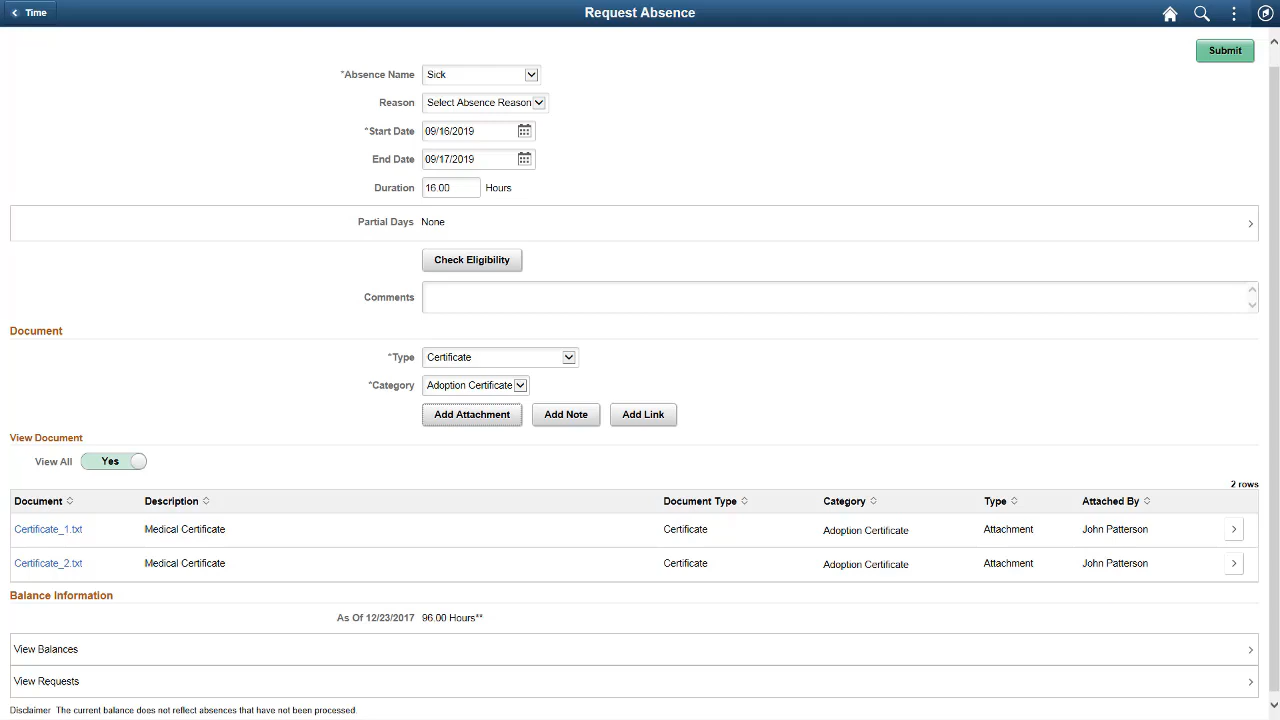 Time
Request Absence
Submit
*Absence Name Sick
Reason Select Absence Reason
*Start Date 09/16/2019
End Date 09/17/2019
Duration 16.00 Hours
Partial Days None
Check Eligibility
Comments
Document
*Type Certificate
*Category Adoption Certificate
Add Attachment Add Note Add Link
View Document
View All Yes
2 rows
Document Description Document Type Category Type Attached By
Certificate_1.txt Medical Certificate Certificate Adoption Certificate Attachment John Patterson
Certificate_2.txt Medical Certificate Certificate Adoption Certificate Attachment John Patterson
Balance Information
As Of 12/23/2017 96.00 Hours**
View Balances
View Requests
Disclaimer The current balance does not reflect absences that have not been processed.